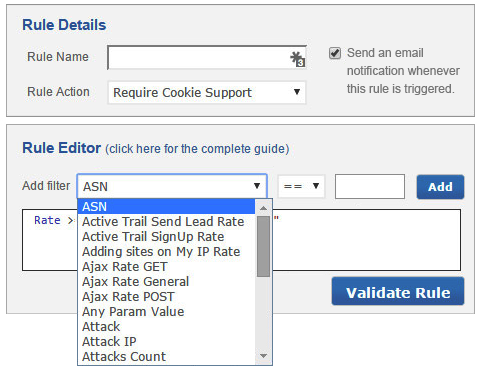 Rule Details
Rule Name
3
Send an email
notification whenever
this rule is triggered.
Rule Action
Require Cookie Support
Rule Editor (click here for the complete guide)
Add filter
ASN
==
Add
Rate > "
ASN
Active Trail Send Lead Rate
Active Trail SignUp Rate
Adding sites on My IP Rate
Ajax Rate GET
Ajax Rate General
Ajax Rate POST
Any Param Value
Attack
Attack IP
Attacks Count
Validate Rule